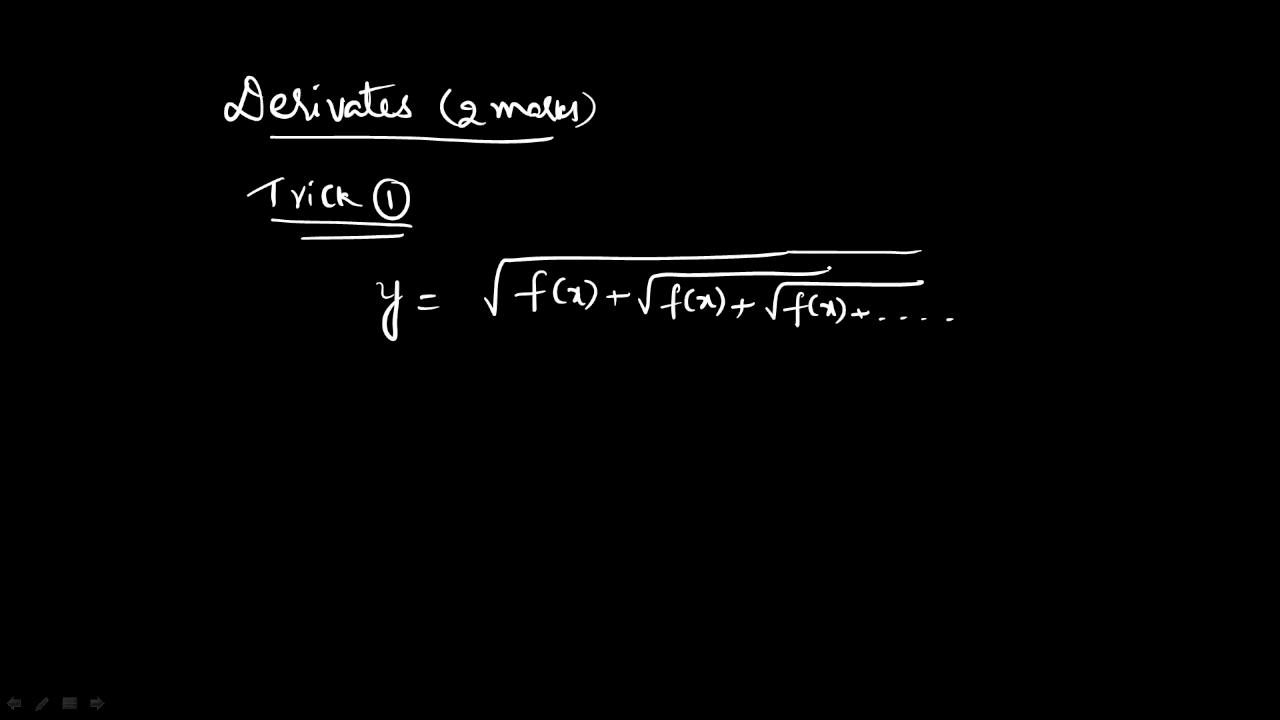 Derivates (2 marks)
Trick ①
y = √f(x) + √f(x) + √f(x) + ....